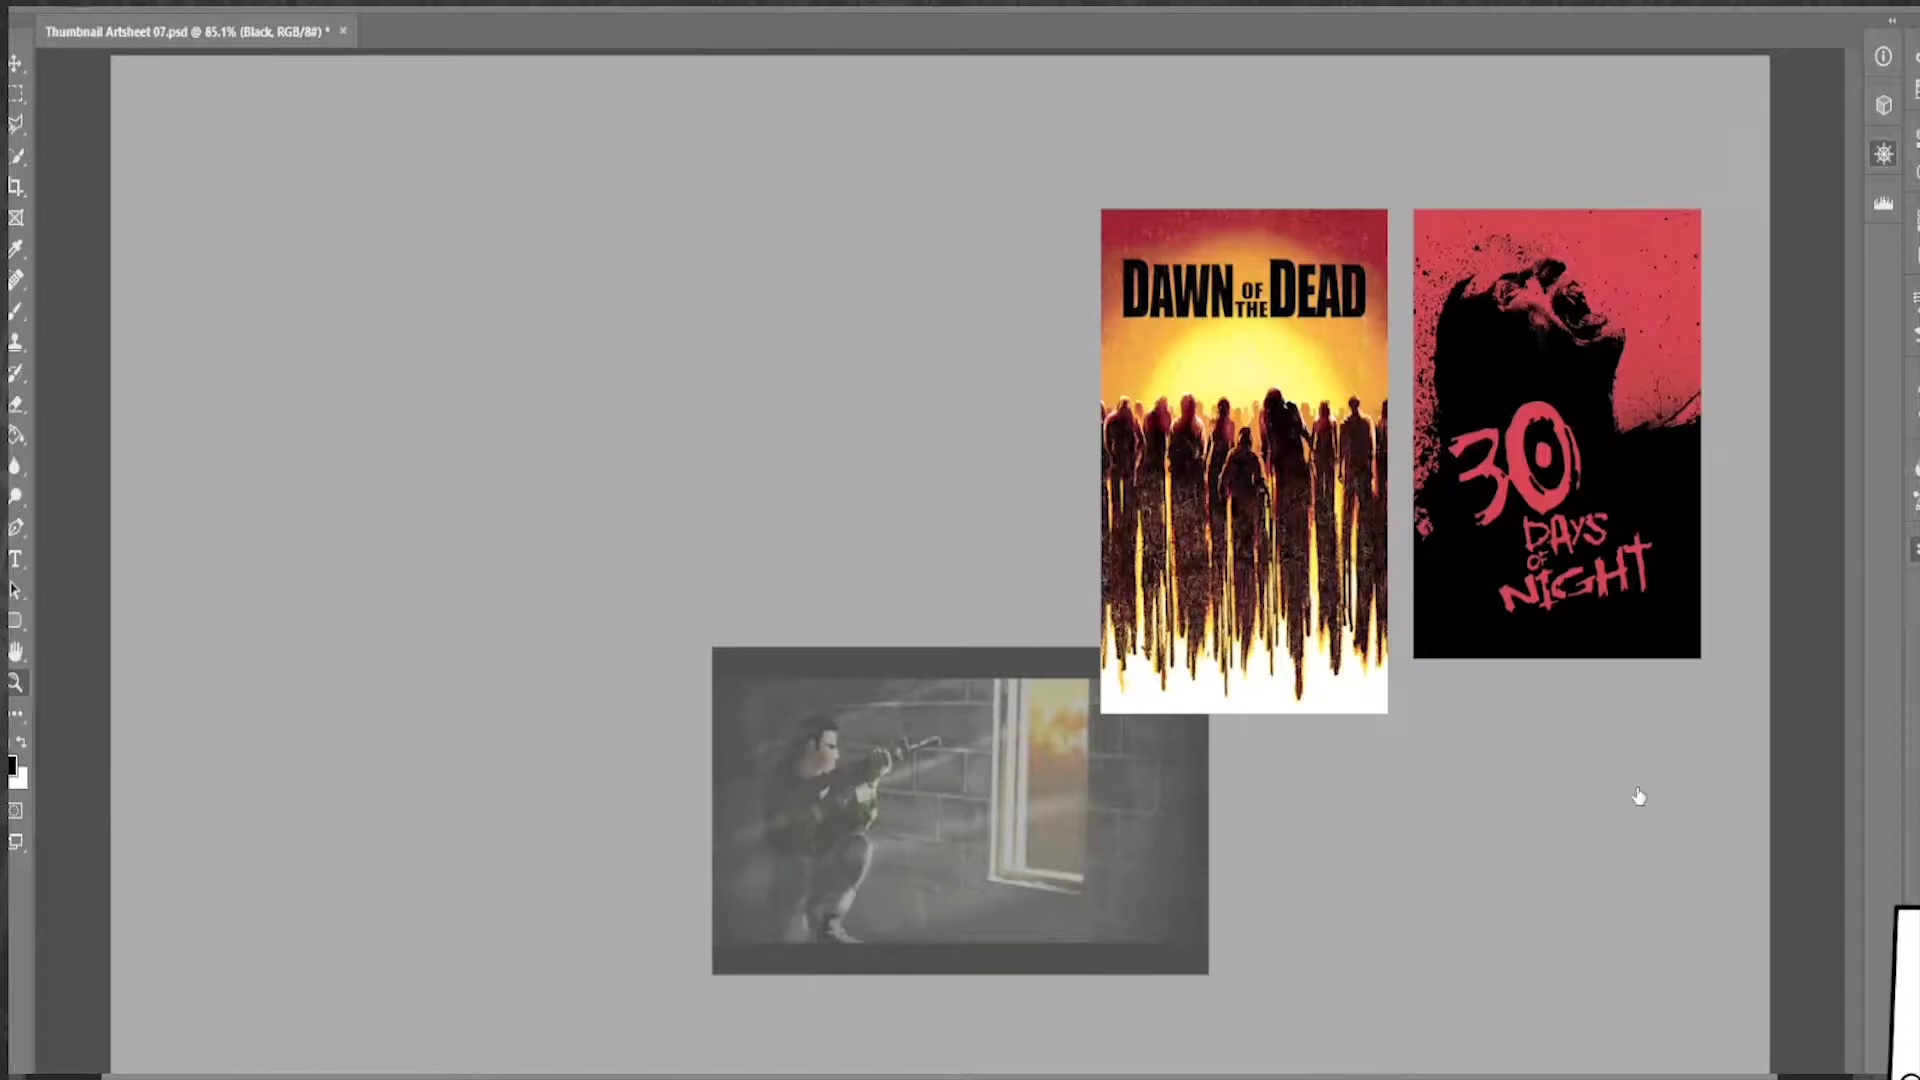 Thumbnail Artsheet 07.psd @ 85.1% (Black, RGB/8#) *
DAWN OF THE DEAD
30
DAYS
OF
NIGHT